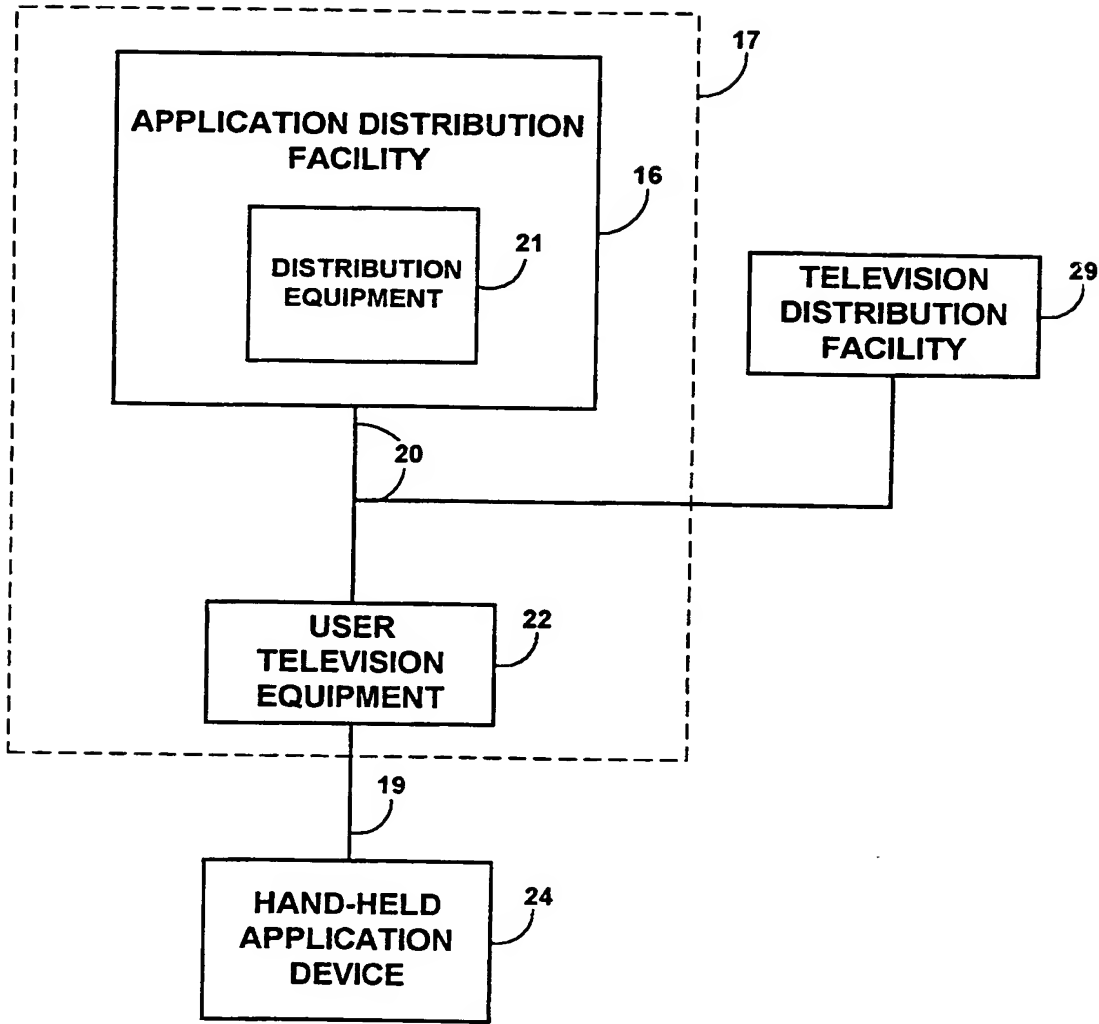 17
APPLICATION DISTRIBUTION
FACILITY
16
21
DISTRIBUTION
EQUIPMENT
TELEVISION
DISTRIBUTION
FACILITY
29
20
USER
TELEVISION
EQUIPMENT
22
19
HAND-HELD
APPLICATION
DEVICE
24